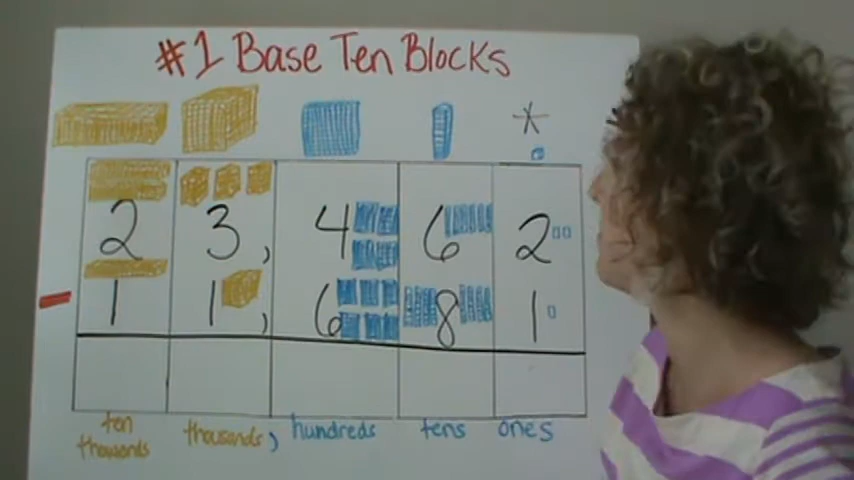 #1 Base Ten Blocks
*
2 3, 4 6 2
- 1 1, 6 8 1
ten thousands thousands, hundreds tens ones